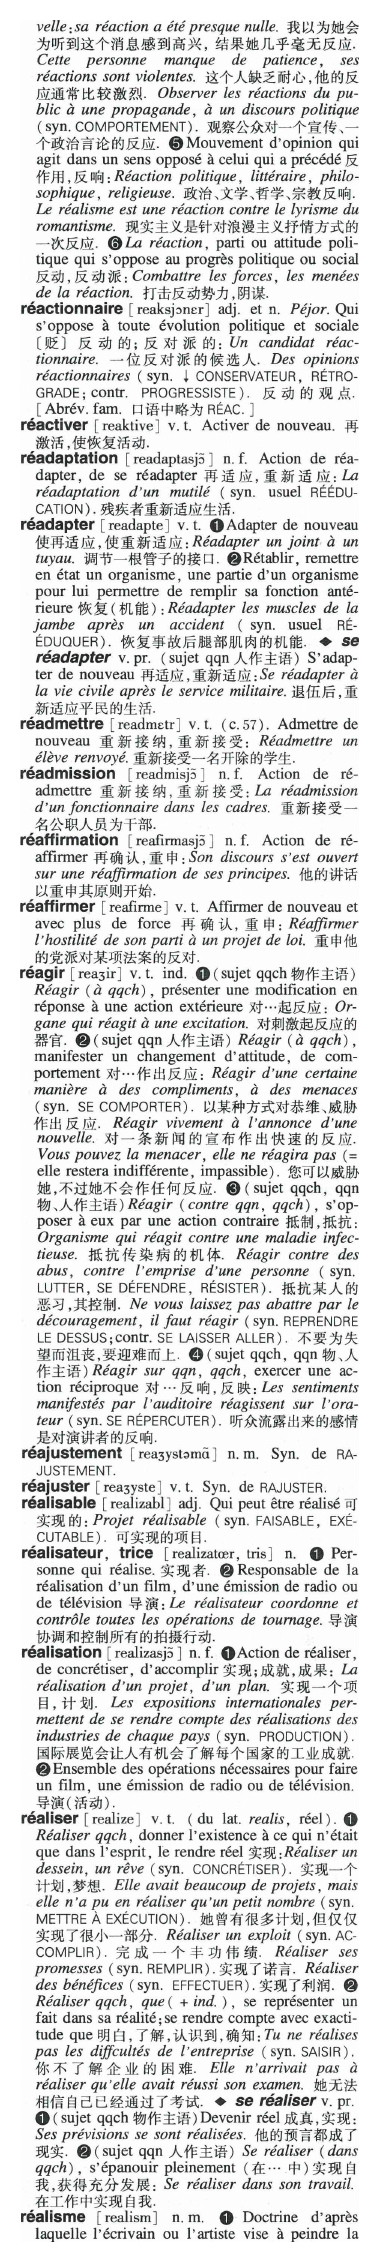 velle : sa réaction a été presque nulle. 我以为她会
为听到这个消息感到高兴, 结果她几乎毫无反应.
Cette personne manque de patience, ses
réactions sont violentes. 这个人缺乏耐心,他的反
应通常比较激烈. Observer les réactions du pu-
blic à une propagande, à un discours politique
(syn. COMPORTEMENT). 观察公众对一个宣传、一
个政治言论的反应. ❺Mouvement d'opinion qui
agit dans un sens opposé à celui qui a précédé 反
作用,反响: Réaction politique, littéraire, philo-
sophique, religieuse. 政治、文学、哲学、宗教反响.
Le réalisme est une réaction contre le lyrisme du
romantisme. 现实主义是针对浪漫主义抒情方式的
一次反应. ❻La réaction, parti ou attitude poli-
tique qui s'oppose au progrès politique ou social
反动,反动派: Combattre les forces, les menées
de la réaction. 打击反动势力,阴谋.
réactionnaire [reaksjɔnɛr] adj. et n. Péjor. Qui
s'oppose à toute évolution politique et sociale
〔贬〕反动的; 反对派的: Un candidat réac-
tionnaire. 一位反对派的候选人. Des opinions
réactionnaires (syn. ↓ CONSERVATEUR, RÉTRO-
GRADE; contr. PROGRESSISTE). 反动的观点.
[Abrév. fam. 口语中略为 RÉAC.]
réactiver [reaktive] v. t. Activer de nouveau. 再
激活,使恢复活动.
réadaptation [readaptasjɔ̃] n. f. Action de réa-
dapter, de se réadapter 再适应,重新适应: La
réadaptation d'un mutilé (syn. usuel RÉÉDU-
CATION). 残疾者重新适应生活.
réadapter [readapte] v. t. ❶Adapter de nouveau
使再适应,使重新适应: Réadapter un joint à un
tuyau. 调节一根管子的接口. ❷Rétablir, remettre
en état un organisme, une partie d'un organisme
pour lui permettre de remplir sa fonction anté-
rieure 恢复(机能): Réadapter les muscles de la
jambe après un accident (syn. usuel RÉ-
ÉDUQUER). 恢复事故后腿部肌肉的机能. ◆ se
réadapter v. pr. (sujet qqn 人作主语) S'adap-
ter de nouveau 再适应,重新适应: Se réadapter à
la vie civile après le service militaire. 退伍后,重
新适应平民的生活.
réadmettre [readmɛtr] v. t. (c. 57). Admettre de
nouveau 重新接纳,重新接受: Réadmettre un
élève renvoyé. 重新接受一名开除的学生.
réadmission [readmisjɔ̃] n. f. Action de ré-
admettre 重新接纳,重新接受: La réadmission
d'un fonctionnaire dans les cadres. 重新接受一
名公职人员为干部.
réaffirmation [reafirmasjɔ̃] n. f. Action de ré-
affirmer 再确认,重申: Son discours s'est ouvert
sur une réaffirmation de ses principes. 他的讲话
以重申其原则开始.
réaffirmer [reafirme] v. t. Affirmer de nouveau et
avec plus de force 再确认,重申: Réaffirmer
l'hostilité de son parti à un projet de loi. 重申他
的党派对某项法案的反对.
réagir [reaʒir] v. t. ind. ❶(sujet qqch 物作主语)
Réagir (à qqch), présenter une modification en
réponse à une action extérieure 对…起反应: Or-
gane qui réagit à une excitation. 对刺激起反应的
器官. ❷(sujet qqn 人作主语) Réagir (à qqch),
manifester un changement d'attitude, de com-
portement 对…作出反应: Réagir d'une certaine
manière à des compliments, à des menaces
(syn. SE COMPORTER). 以某种方式对恭维、威胁
作出反应. Réagir vivement à l'annonce d'une
nouvelle. 对一条新闻的宣布作出快速的反应.
Vous pouvez la menacer, elle ne réagira pas (=
elle restera indifférente, impassible). 您可以威胁
她,不过她不会作任何反应. ❸(sujet qqch, qqn
物、人作主语) Réagir (contre qqn, qqch), s'op-
poser à eux par une action contraire 抵制,抵抗:
Organisme qui réagit contre une maladie infec-
tieuse. 抵抗传染病的机体. Réagir contre des
abus, contre l'emprise d'une personne (syn.
LUTTER, SE DÉFENDRE, RÉSISTER). 抵抗某人的
恶习,其控制. Ne vous laissez pas abattre par le
découragement, il faut réagir (syn. REPRENDRE
LE DESSUS; contr. SE LAISSER ALLER). 不要为失
望而沮丧,要迎难而上. ❹(sujet qqch, qqn 物、人
作主语) Réagir sur qqn, qqch, exercer une ac-
tion réciproque 对…反响,反映: Les sentiments
manifestés par l'auditoire réagissent sur l'ora-
teur (syn. SE RÉPERCUTER). 听众流露出来的感情
是对演讲者的反响.
réajustement [reaʒystəmɑ̃] n. m. Syn. de RA-
JUSTEMENT.
réajuster [reaʒyste] v. t. Syn. de RAJUSTER.
réalisable [realizabl] adj. Qui peut être réalisé 可
实现的: Projet réalisable (syn. FAISABLE, EXÉ-
CUTABLE). 可实现的项目.
réalisateur, trice [realizatœr, tris] n. ❶ Per-
sonne qui réalise. 实现者. ❷Responsable de la
réalisation d'un film, d'une émission de radio ou
de télévision 导演: Le réalisateur coordonne et
contrôle toutes les opérations de tournage. 导演
协调和控制所有的拍摄行动.
réalisation [realizasjɔ̃] n. f. ❶Action de réaliser,
de concrétiser, d'accomplir 实现;成就,成果: La
réalisation d'un projet, d'un plan. 实现一个项
目,计划. Les expositions internationales per-
mettent de se rendre compte des réalisations des
industries de chaque pays (syn. PRODUCTION).
国际展览会让人有机会了解每个国家的工业成就.
❷Ensemble des opérations nécessaires pour faire
un film, une émission de radio ou de télévision.
导演(活动).
réaliser [realize] v. t. (du lat. realis, réel). ❶
Réaliser qqch, donner l'existence à ce qui n'était
que dans l'esprit, le rendre réel 实现: Réaliser un
dessein, un rêve (syn. CONCRÉTISER). 实现一个
计划,梦想. Elle avait beaucoup de projets, mais
elle n'a pu en réaliser qu'un petit nombre (syn.
METTRE À EXÉCUTION). 她曾有很多计划,但仅仅
实现了很小一部分. Réaliser un exploit (syn. AC-
COMPLIR). 完成一个丰功伟绩. Réaliser ses
promesses (syn. REMPLIR). 实现了诺言. Réaliser
des bénéfices (syn. EFFECTUER). 实现了利润. ❷
Réaliser qqch, que (+ ind.), se représenter un
fait dans sa réalité; se rendre compte avec exacti-
tude que 明白,了解,认识到,确知: Tu ne réalises
pas les diffcultés de l'entreprise (syn. SAISIR).
你不了解企业的困难. Elle n'arrivait pas à
réaliser qu'elle avait réussi son examen. 她无法
相信自己已经通过了考试. ◆ se réaliser v. pr.
❶(sujet qqch 物作主语) Devenir réel 成真,实现:
Ses prévisions se sont réalisées. 他的预言都成了
现实. ❷(sujet qqn 人作主语) Se réaliser (dans
qqch), s'épanouir pleinement (在…中)实现自
我,获得充分发展: Se réaliser dans son travail.
在工作中实现自我.
réalisme [realism] n. m. ❶ Doctrine d'après
laquelle l'écrivain ou l'artiste vise à peindre la